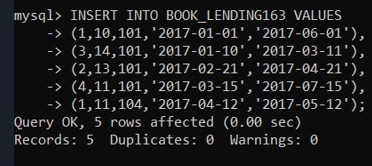 mysql> INSERT INTO BOOK_LENDING163 VALUES
-> (1,10,101,'2017-01-01','2017-06-01'),
-> (3,14,101,'2017-01-10','2017-03-11'),
-> (2,13,101,'2017-02-21','2017-04-21'),
-> (4,11,101,'2017-03-15','2017-07-15'),
-> (1,11,104,'2017-04-12','2017-05-12');
Query OK, 5 rows affected (0.00 sec)
Records: 5  Duplicates: 0  Warnings: 0